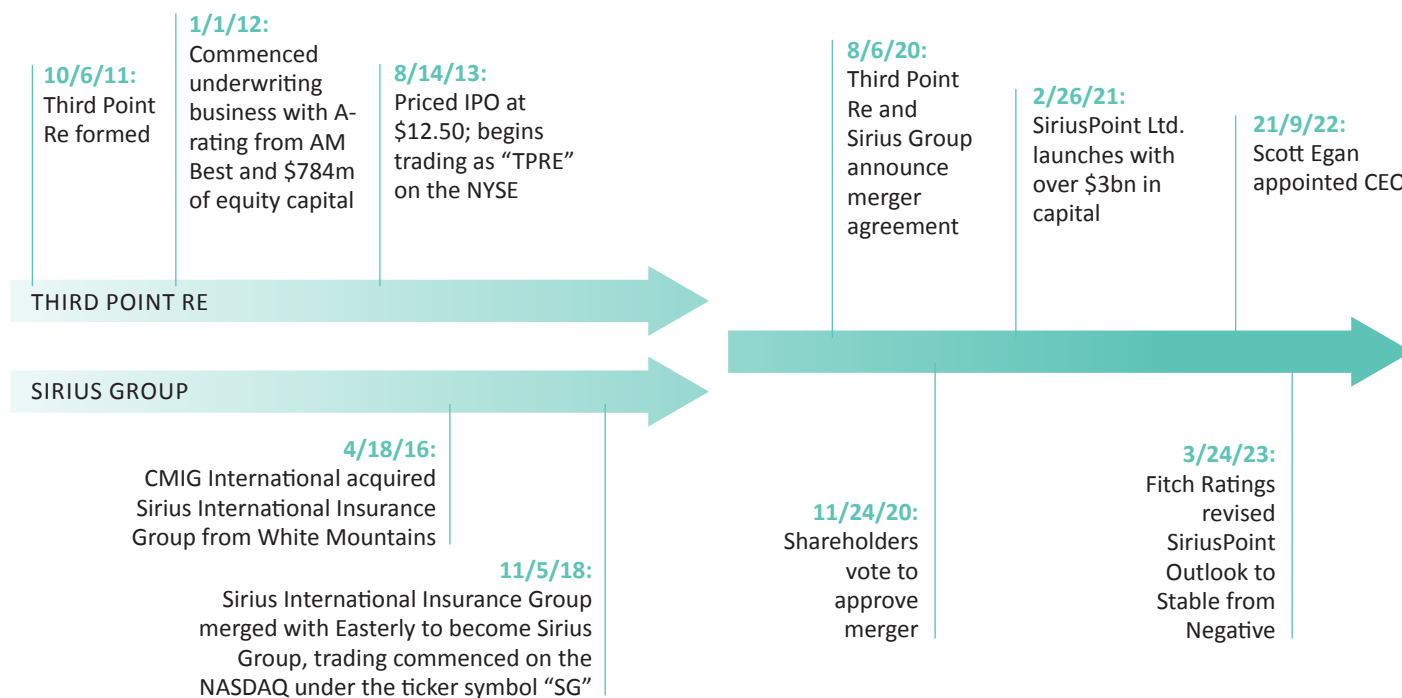 10/6/11:
Third Point
Re formed
1/1/12:
Commenced
underwriting
business with A-
rating from AM
Best and $784m
of equity capital
8/14/13:
Priced IPO at
$12.50; begins
trading as “TPRE”
on the NYSE
THIRD POINT RE
SIRIUS GROUP
4/18/16:
CMIG International acquired
Sirius International Insurance
Group from White Mountains
11/5/18:
Sirius International Insurance Group
merged with Easterly to become Sirius
Group, trading commenced on the
NASDAQ under the ticker symbol “SG”
8/6/20:
Third Point
Re and
Sirius Group
announce
merger
agreement
2/26/21:
SiriusPoint Ltd.
launches with
over $3bn in
capital
21/9/22:
Scott Egan
appointed CEO
11/24/20:
Shareholders
vote to
approve
merger
3/24/23:
Fitch Ratings
revised
SiriusPoint
Outlook to
Stable from
Negative